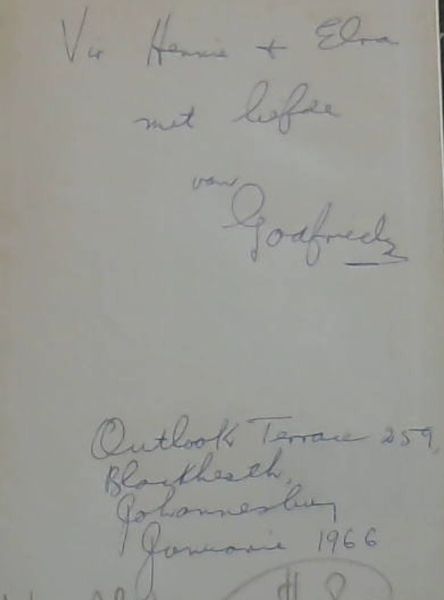 Vir Hennie + Elna
met liefde
van
Godfried
Outlook Terrace 259,
Blackheath,
Johannesburg
Januarie 1966